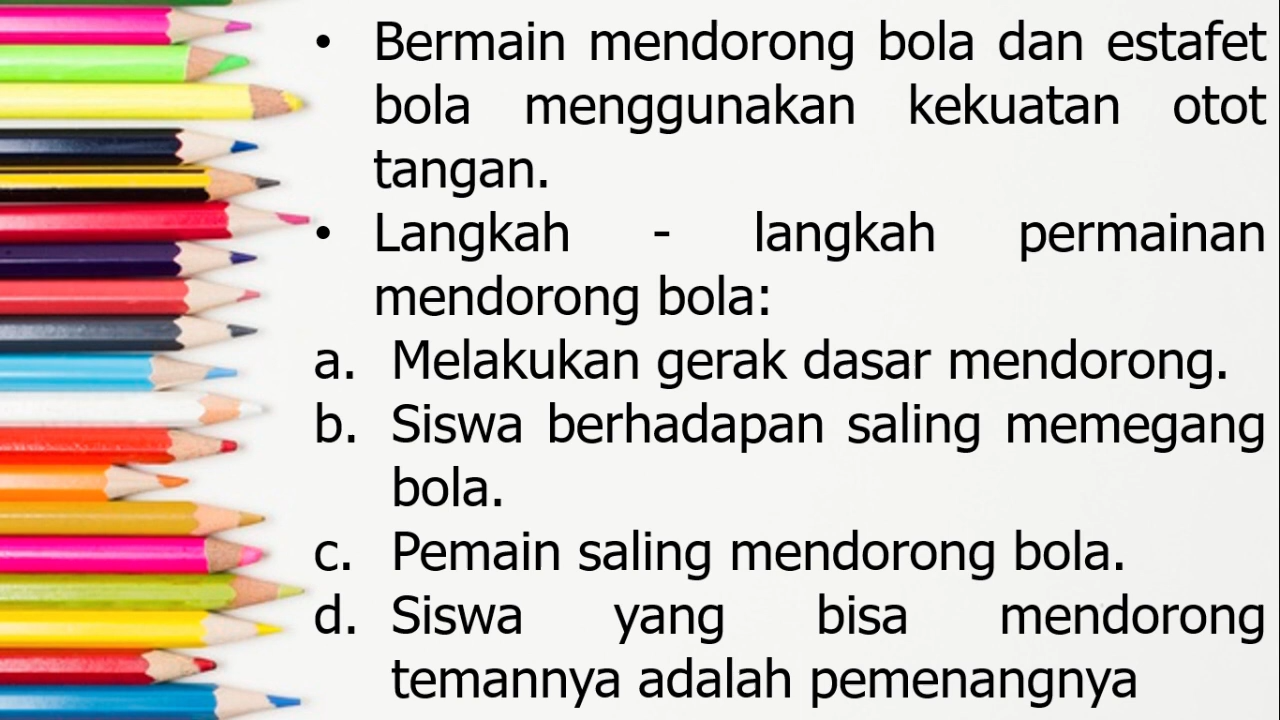 • Bermain mendorong bola dan estafet
bola menggunakan kekuatan otot
tangan.
• Langkah - langkah permainan
mendorong bola:
a. Melakukan gerak dasar mendorong.
b. Siswa berhadapan saling memegang
bola.
c. Pemain saling mendorong bola.
d. Siswa yang bisa mendorong
temannya adalah pemenangnya